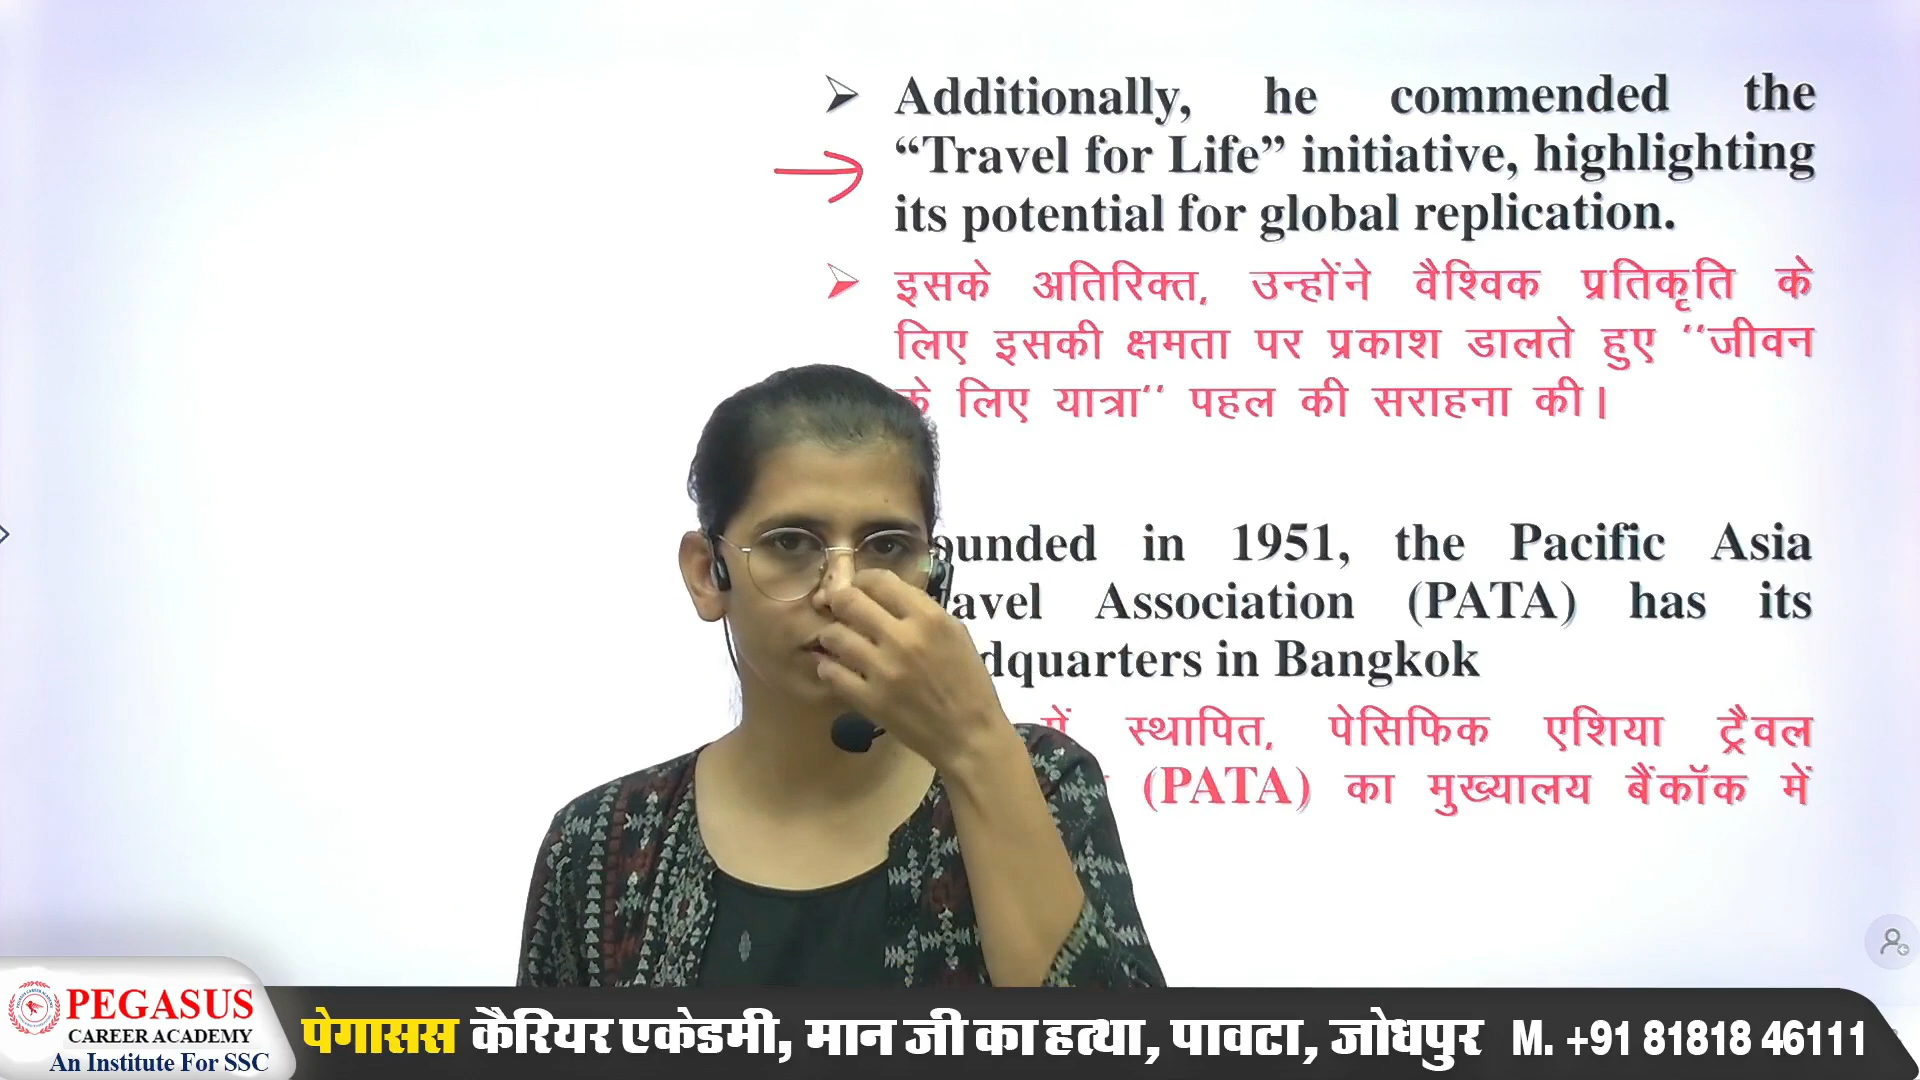 Additionally, he commended the
“Travel for Life” initiative, highlighting
its potential for global replication.
इसके अतिरिक्त, उन्होंने वैश्विक प्रतिकृति के
लिए इसकी क्षमता पर प्रकाश डालते हुए ‘‘जीवन
के लिए यात्रा‘‘ पहल की सराहना की।
in 1951, the Pacific Asia
Association (PATA) has its
in Bangkok
में स्थापित, पेसिफिक एशिया ट्रैवल
(PATA) का मुख्यालय बैंकॉक में
PEGASUS
CAREER ACADEMY
An Institute For SSC
पेगासस कैरियर एकेडमी, मान जी का हत्था, पावटा, जोधपुर M. +91 81818 46111